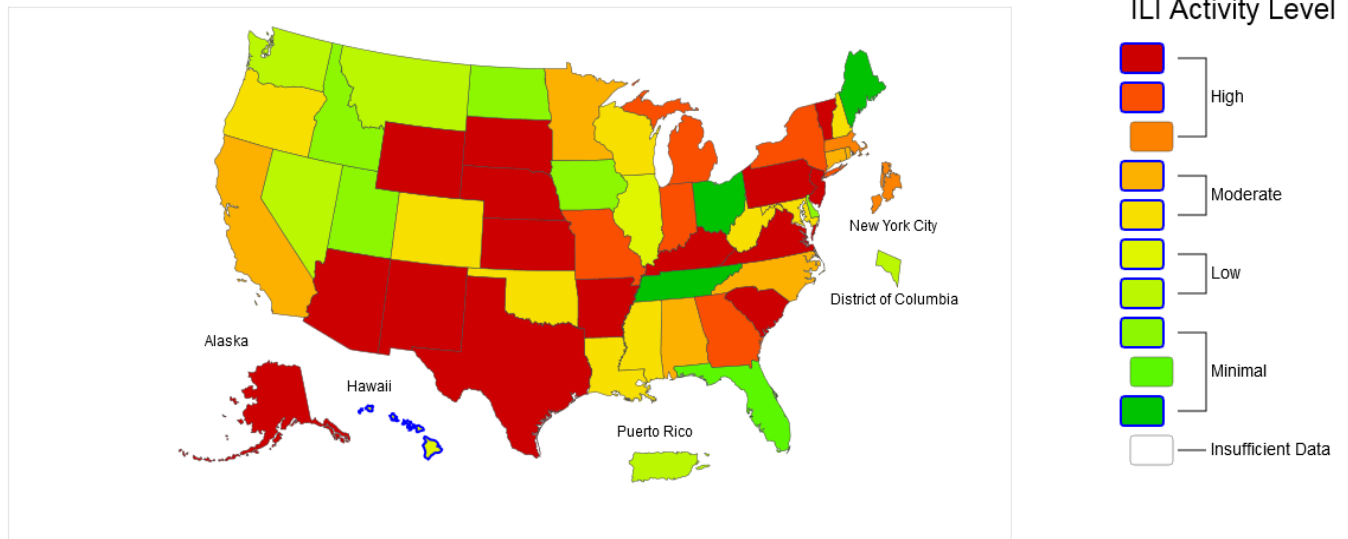 ILI Activity Level
High
Moderate
New York City
Low
District of Columbia
Alaska
Minimal
Hawaii
Puerto Rico
Insufficient Data